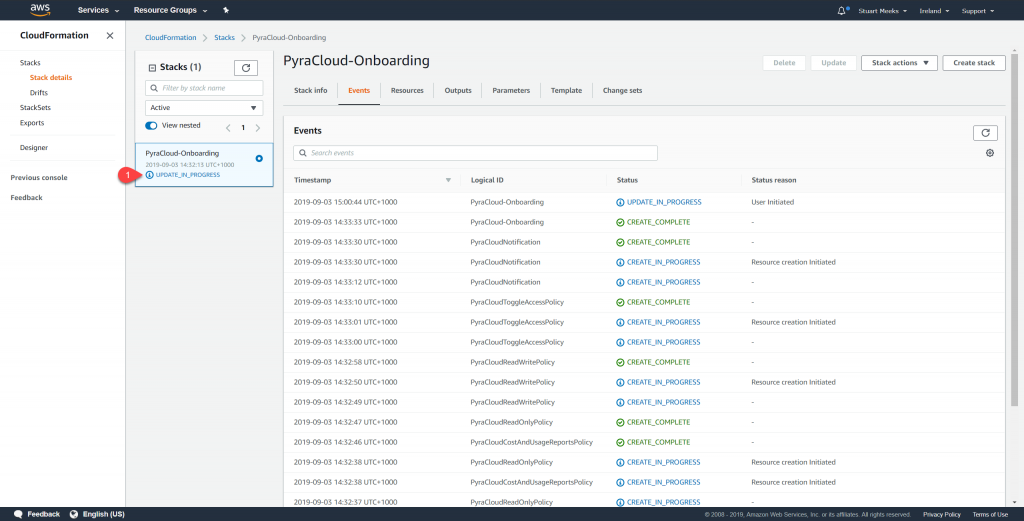 aws Services Resource Groups Stuart Meeks Ireland Support
CloudFormation
Stacks
Stack details
Drifts
StackSets
Exports
Designer
Previous console
Feedback
CloudFormation > Stacks > PyraCloud-Onboarding
Stacks (1)
Filter by stack name
Active
View nested < 1 >
PyraCloud-Onboarding
2019-09-03 14:32:13 UTC+1000
1 UPDATE_IN_PROGRESS
PyraCloud-Onboarding Delete Update Stack actions Create stack
Stack info Events Resources Outputs Parameters Template Change sets
Events
Search events
Timestamp Logical ID Status Status reason
2019-09-03 15:00:44 UTC+1000 PyraCloud-Onboarding UPDATE_IN_PROGRESS User Initiated
2019-09-03 14:33:33 UTC+1000 PyraCloud-Onboarding CREATE_COMPLETE -
2019-09-03 14:33:30 UTC+1000 PyraCloudNotification CREATE_COMPLETE -
2019-09-03 14:33:30 UTC+1000 PyraCloudNotification CREATE_IN_PROGRESS Resource creation Initiated
2019-09-03 14:33:12 UTC+1000 PyraCloudNotification CREATE_IN_PROGRESS -
2019-09-03 14:33:10 UTC+1000 PyraCloudToggleAccessPolicy CREATE_COMPLETE -
2019-09-03 14:33:01 UTC+1000 PyraCloudToggleAccessPolicy CREATE_IN_PROGRESS Resource creation Initiated
2019-09-03 14:33:00 UTC+1000 PyraCloudToggleAccessPolicy CREATE_IN_PROGRESS -
2019-09-03 14:32:58 UTC+1000 PyraCloudReadWritePolicy CREATE_COMPLETE -
2019-09-03 14:32:50 UTC+1000 PyraCloudReadWritePolicy CREATE_IN_PROGRESS Resource creation Initiated
2019-09-03 14:32:49 UTC+1000 PyraCloudReadWritePolicy CREATE_IN_PROGRESS -
2019-09-03 14:32:47 UTC+1000 PyraCloudReadOnlyPolicy CREATE_COMPLETE -
2019-09-03 14:32:46 UTC+1000 PyraCloudCostAndUsageReportsPolicy CREATE_COMPLETE -
2019-09-03 14:32:38 UTC+1000 PyraCloudReadOnlyPolicy CREATE_IN_PROGRESS Resource creation Initiated
2019-09-03 14:32:38 UTC+1000 PyraCloudCostAndUsageReportsPolicy CREATE_IN_PROGRESS Resource creation Initiated
2019-09-03 14:32:37 UTC+1000 PyraCloudReadOnlyPolicy CREATE_IN_PROGRESS -
Feedback English (US) © 2008 - 2019, Amazon Web Services, Inc. or its affiliates. All rights reserved. Privacy Policy Terms of Use